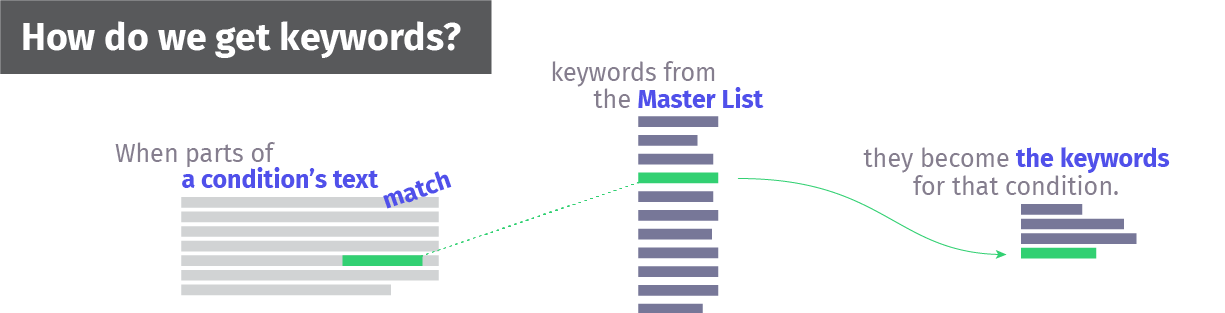 How do we get keywords?
When parts of
a condition’s text
match
keywords from
the Master List
they become the keywords
for that condition.